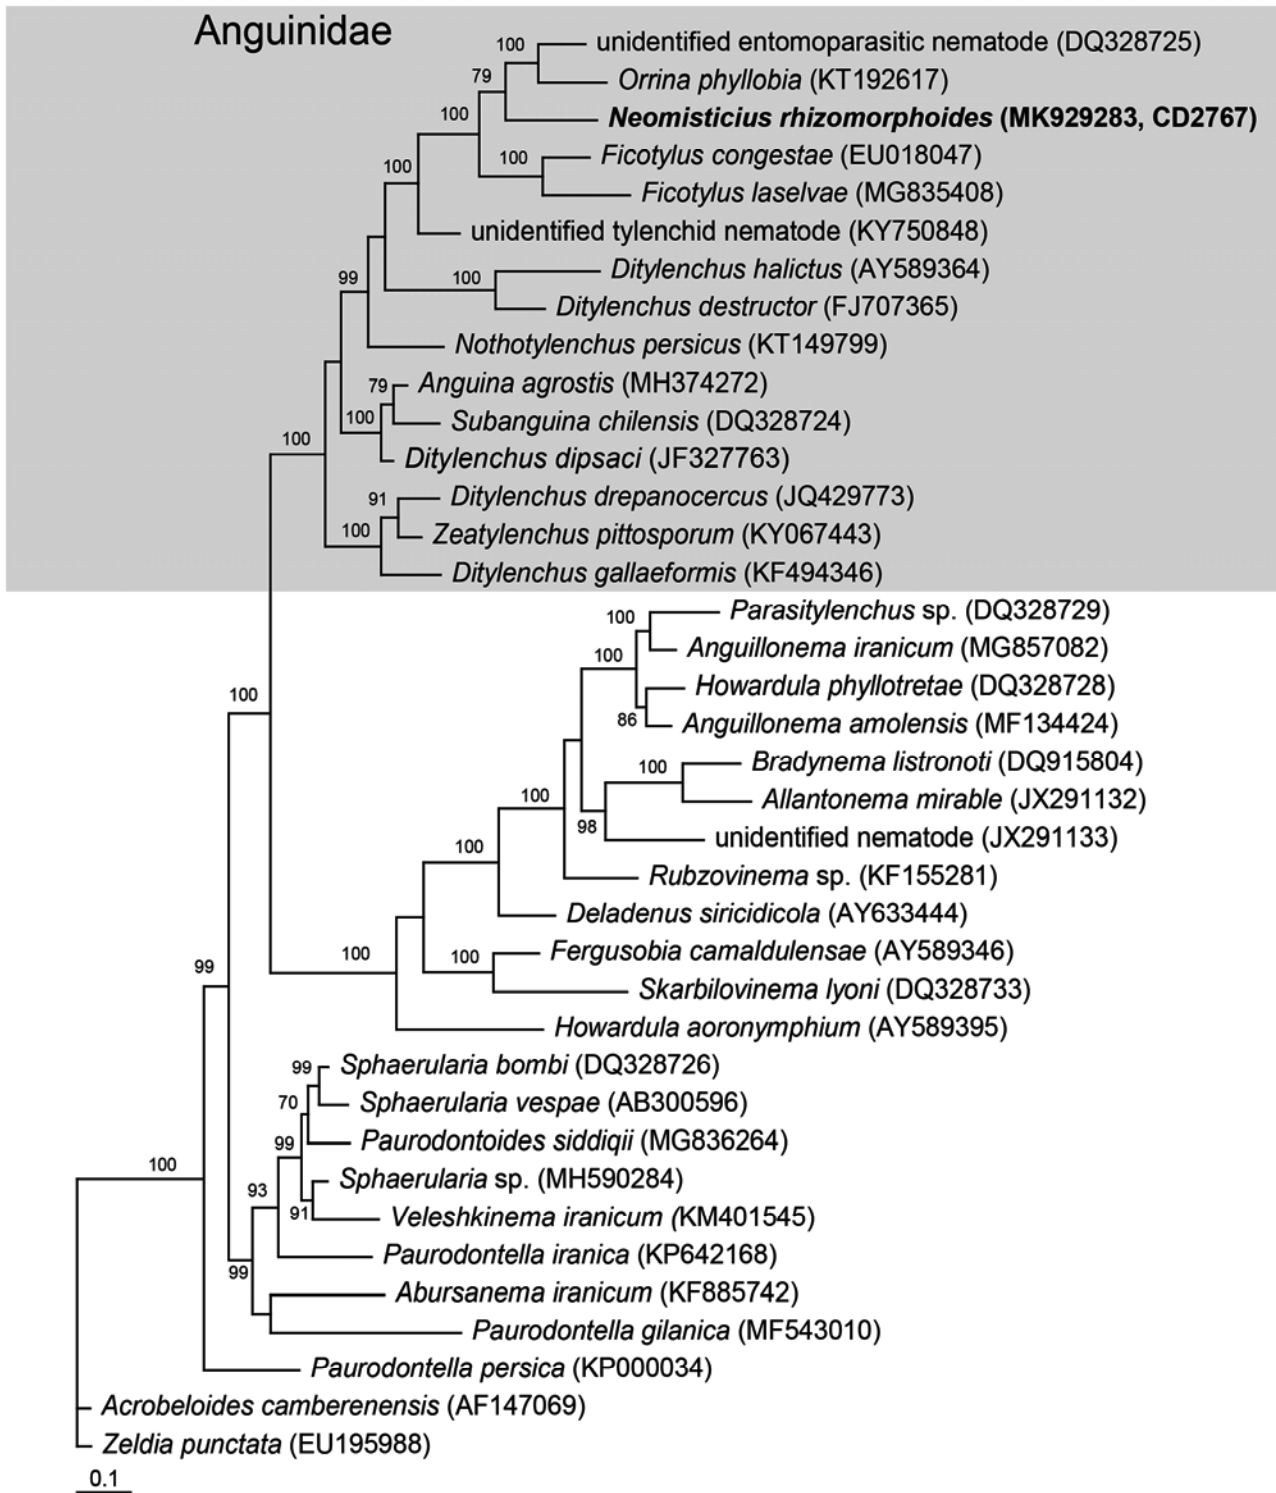 Anguinidae
100
unidentified entomoparasitic nematode (DQ328725)
79
Orrina phyllobia (KT192617)
100
Neomisticius rhizomorphoides (MK929283, CD2767)
100
Ficotylus congestae (EU018047)
100
Ficotylus laselvae (MG835408)
unidentified tylenchid nematode (KY750848)
99
100
Ditylenchus halictus (AY589364)
Ditylenchus destructor (FJ707365)
Nothotylenchus persicus (KT149799)
79
Anguina agrostis (MH374272)
100
Subanguina chilensis (DQ328724)
100
Ditylenchus dipsaci (JF327763)
91
Ditylenchus drepanocercus (JQ429773)
100
Zeatylenchus pittosporum (KY067443)
Ditylenchus gallaeformis (KF494346)
100
Parasitylenchus sp. (DQ328729)
100
Anguillonema iranicum (MG857082)
100
Howardula phyllotretae (DQ328728)
86
Anguillonema amolensis (MF134424)
100
Bradynema listronoti (DQ915804)
100
Allantonema mirable (JX291132)
98
unidentified nematode (JX291133)
100
Rubzovinema sp. (KF155281)
Deladenus siricidicola (AY633444)
100
100
Fergusobia camaldulensae (AY589346)
99
Skarbilovinema lyoni (DQ328733)
Howardula aoronymphium (AY589395)
99
Sphaerularia bombi (DQ328726)
70
Sphaerularia vespae (AB300596)
99
Paurodontoides siddiqii (MG836264)
100
93
Sphaerularia sp. (MH590284)
91
Veleshkinema iranicum (KM401545)
Paurodontella iranica (KP642168)
99
Abursanema iranicum (KF885742)
Paurodontella gilanica (MF543010)
Paurodontella persica (KP000034)
Acrobeloides camberenensis (AF147069)
Zeldia punctata (EU195988)
0.1